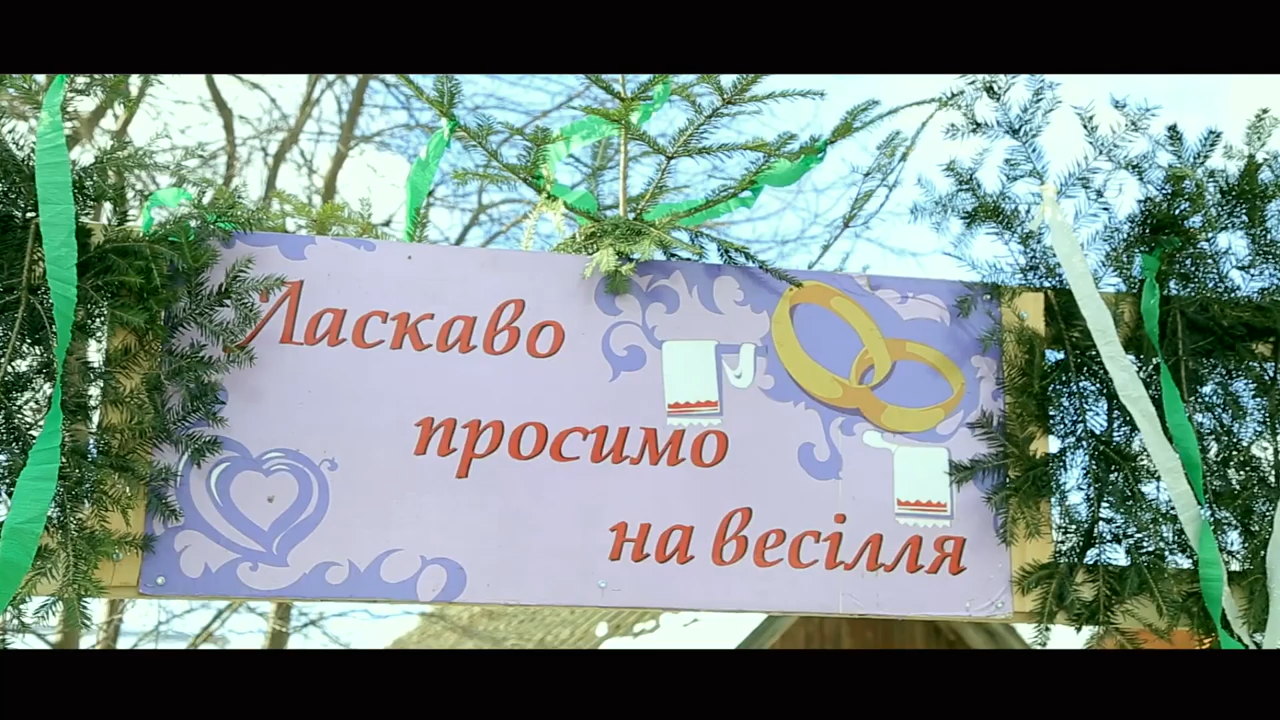 Ласкаво
просимо
на весілля